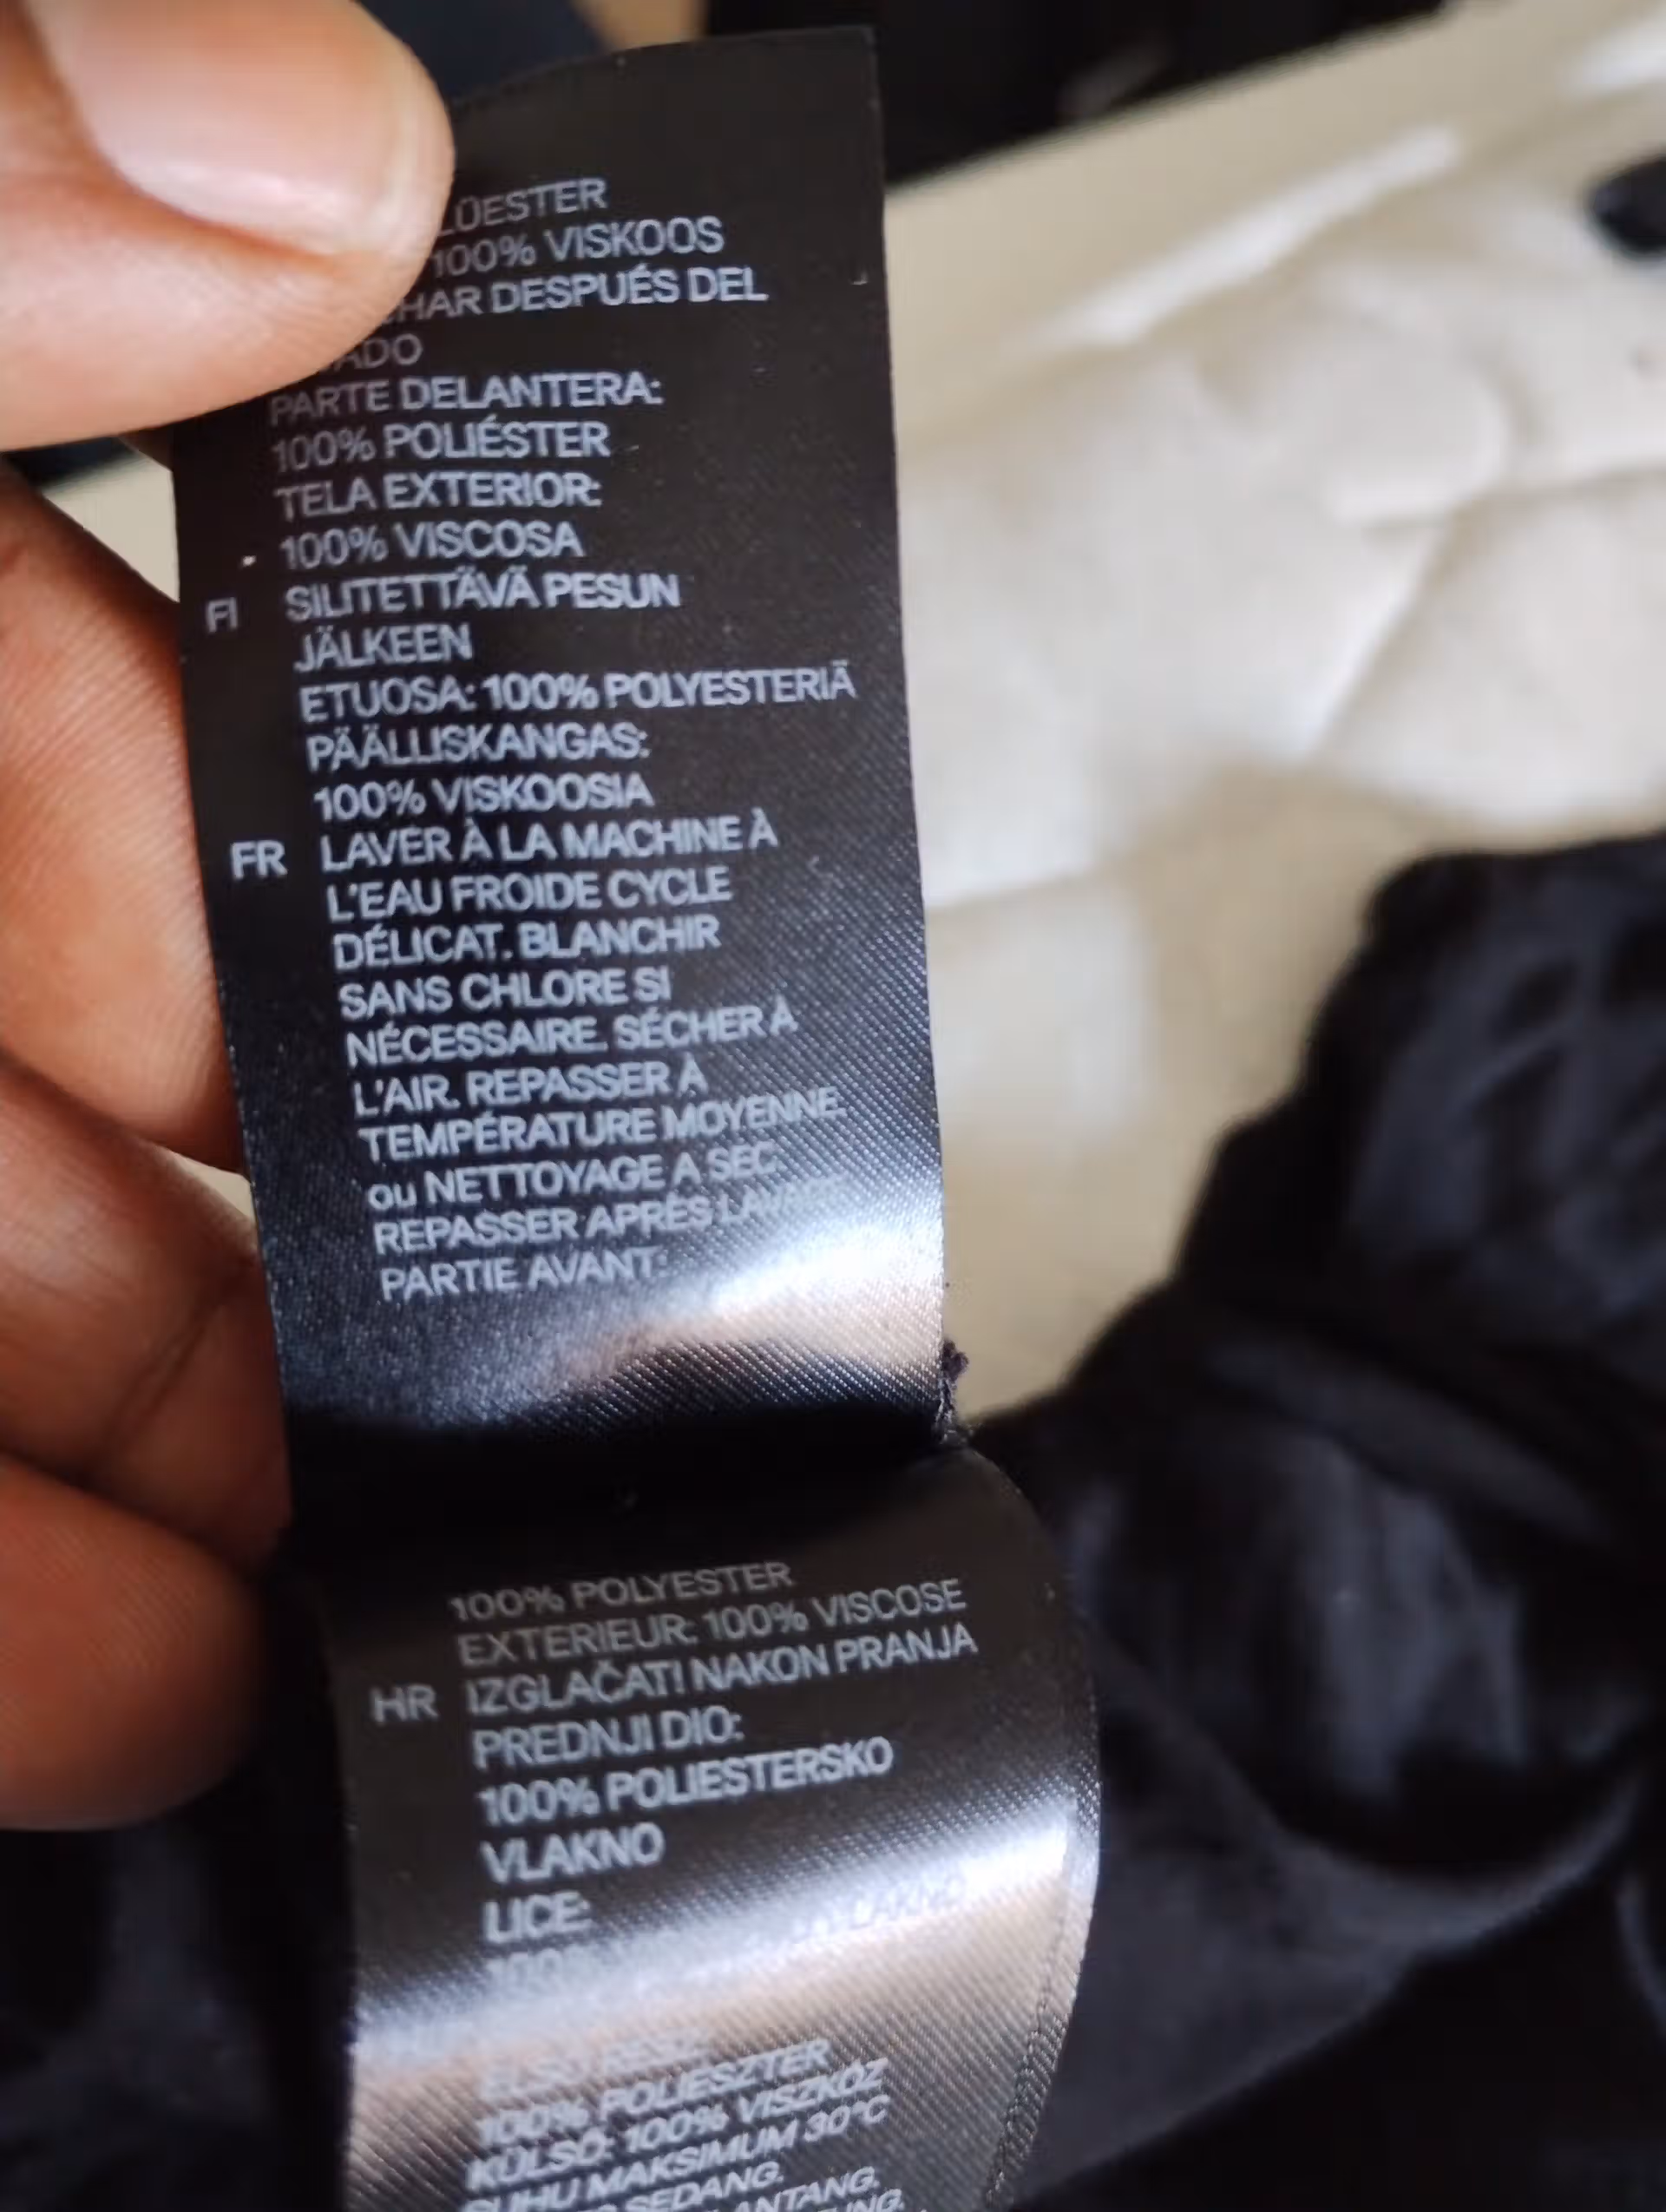 100% VISKOOS
DESPUÉS DEL
PARTE DELANTERA:
100% POLIÉSTER
TELA EXTERIOR:
100% VISCOSA
FI SILITETTÄVÄ PESUN
JÄLKEEN
ETUOSA: 100% POLYESTERIÄ
PÄÄLLISKANGAS:
100% VISKOOSIA
FR LAVER À LA MACHINE À
L'EAU FROIDE CYCLE
DÉLICAT. BLANCHIR
SANS CHLORE SI
NÉCESSAIRE. SÉCHER À
L'AIR. REPASSER À
TEMPÉRATURE MOYENNE.
ou NETTOYAGE A SEC
REPASSER APRÈS
PARTIE AVANT:
100% POLYESTER
EXTERIEUR: 100% VISCOSE
HR IZGLAČATI NAKON PRANJA
PREDNJI DIO:
100% POLIESTERSKO
VLAKNO
LICE:
100% POLIESZTER
KÜLSŐ: 100% VISZKÓZ
SUHU MAKSIMUM 30°C
SEDANG.